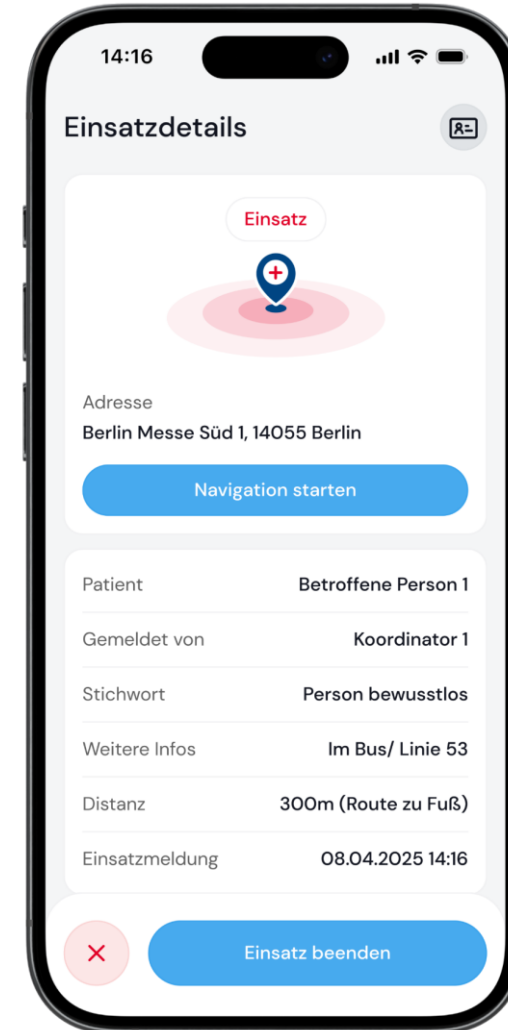 14:16
Einsatzdetails
Einsatz
Adresse
Berlin Messe Süd 1, 14055 Berlin
Navigation starten
Patient Betroffene Person 1
Gemeldet von Koordinator 1
Stichwort Person bewusstlos
Weitere Infos Im Bus/ Linie 53
Distanz 300m (Route zu Fuß)
Einsatzmeldung 08.04.2025 14:16
Einsatz beenden